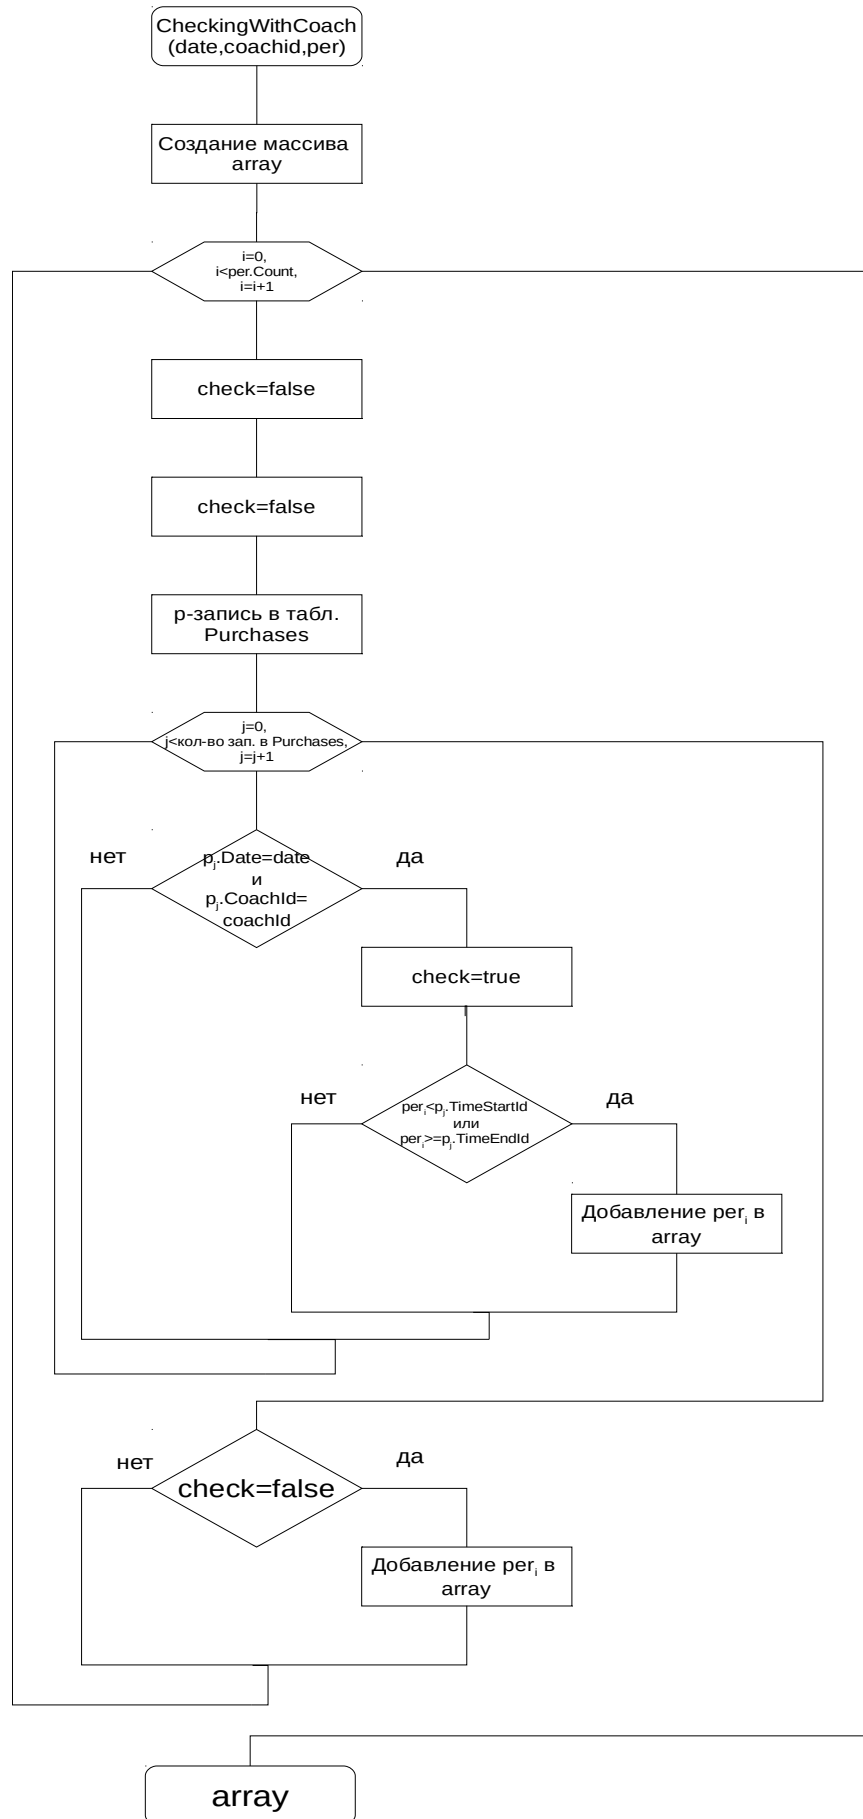 CheckingWithCoach
(date,coachid,per)
Создание массива
array
i=0,
i<per.Count,
i=i+1
check=false
check=false
p-запись в табл.
Purchases
j=0,
j<кол-во зап. в Purchases,
j=j+1
нет
да
pj.Date=date
и
pj.CoachId=
coachId
check=true
нет
да
peri<pj.TimeStartId
или
peri>=pj.TimeEndId
Добавление peri в
array
нет
да
check=false
Добавление peri в
array
array